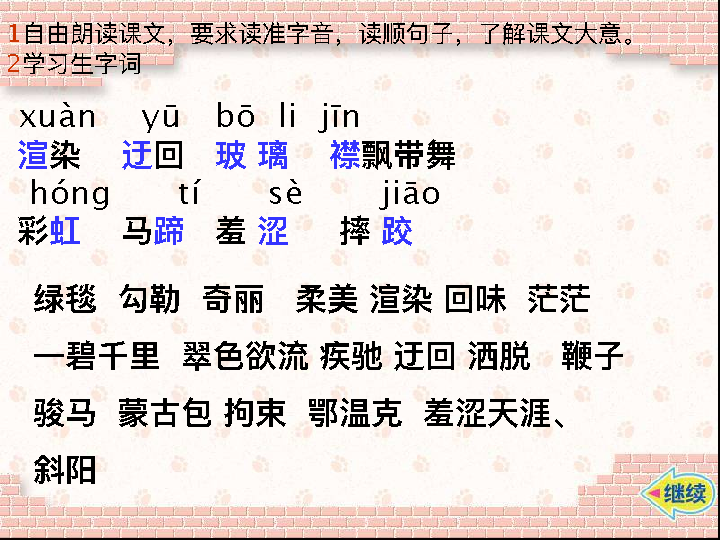 1自由朗读课文，要求读准字音，读顺句子，了解课文大意。
2学习生字词
xuàn yū bō li jīn
渲染 迂回 玻 璃 襟飘带舞
hóng tí sè jiāo
彩虹 马蹄 羞 涩 摔 跤
绿毯 勾勒 奇丽 柔美 渲染 回味 茫茫
一碧千里 翠色欲流 疾驰 迂回 洒脱 鞭子
骏马 蒙古包 拘束 鄂温克 羞涩天涯、
斜阳
继续